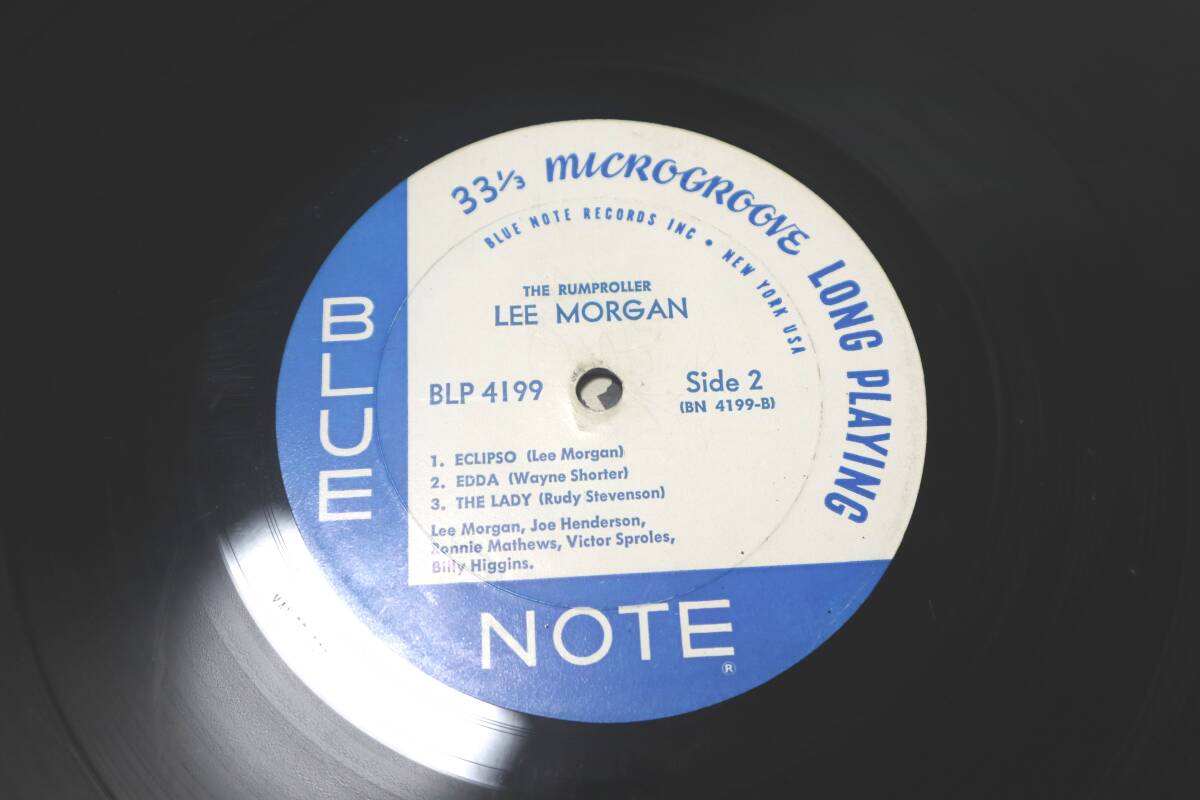 33⅓ MICROGROOVE LONG PLAYING
BLUE NOTE RECORDS INC • NEW YORK USA
THE RUMPROLLER
LEE MORGAN
BLP 4199
Side 2
(BN 4199-B)
1. ECLIPSO (Lee Morgan)
2. EDDA (Wayne Shorter)
3. THE LADY (Rudy Stevenson)
Lee Morgan, Joe Henderson,
Ronnie Mathews, Victor Sproles,
Billy Higgins.
BLUE
NOTE ®